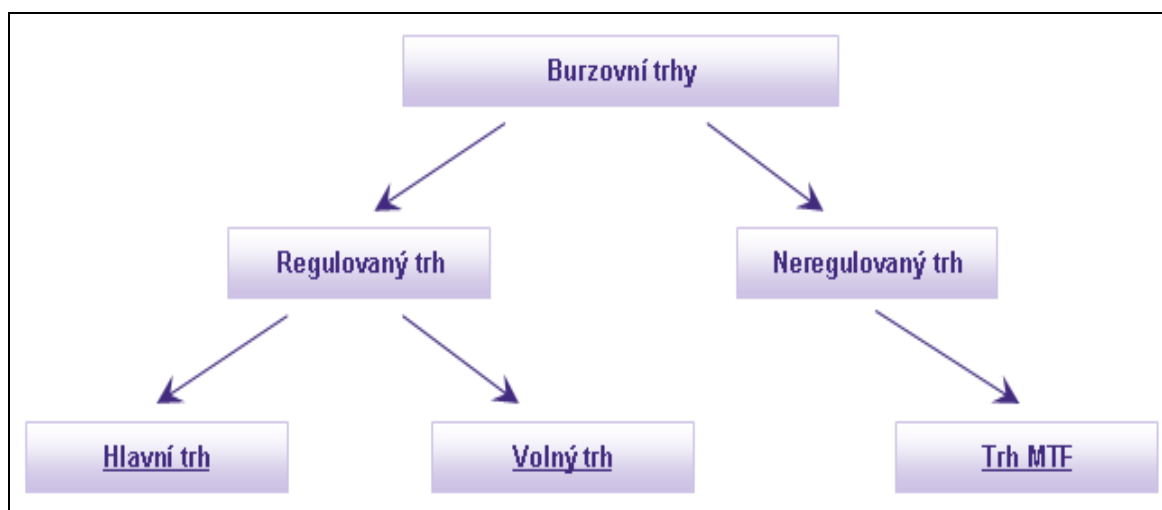 Burzovní trhy
Regulovaný trh
Neregulovaný trh
Hlavní trh
Volný trh
Trh MTF